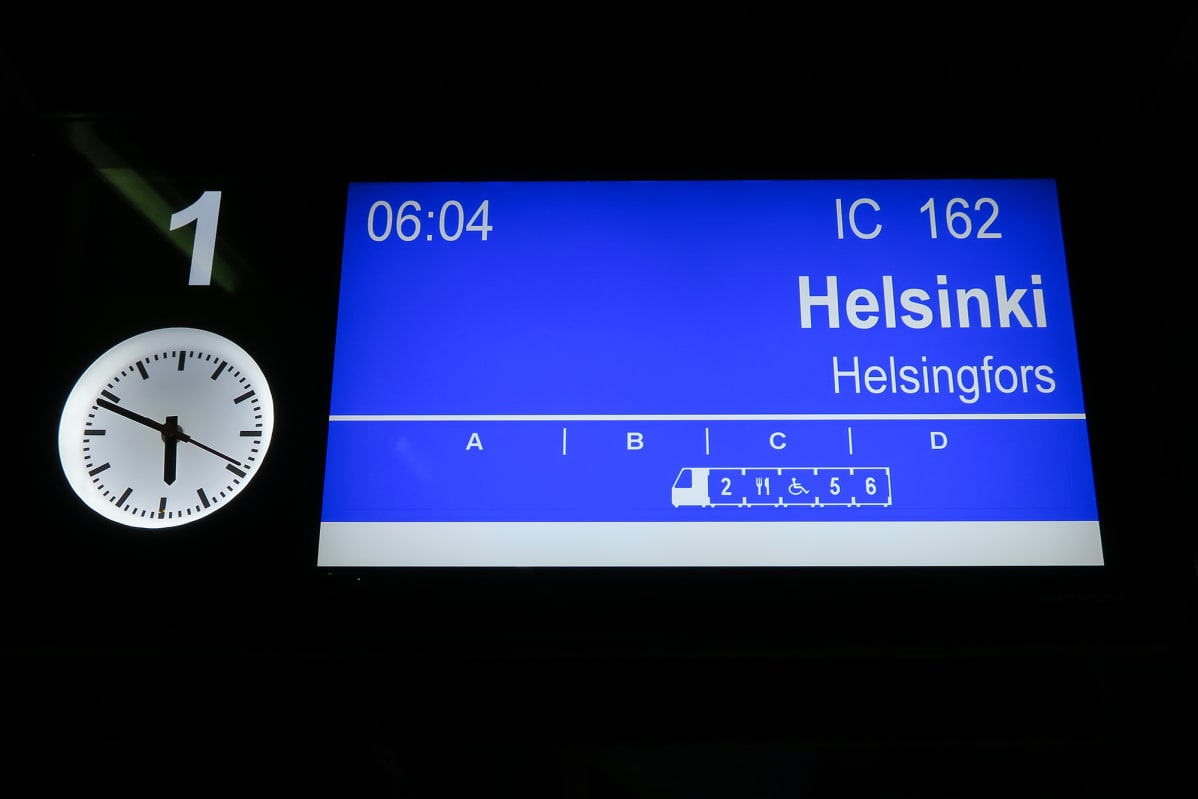 1
06:04 IC 162
Helsinki
Helsingfors
A | B | C | D
2 5 6